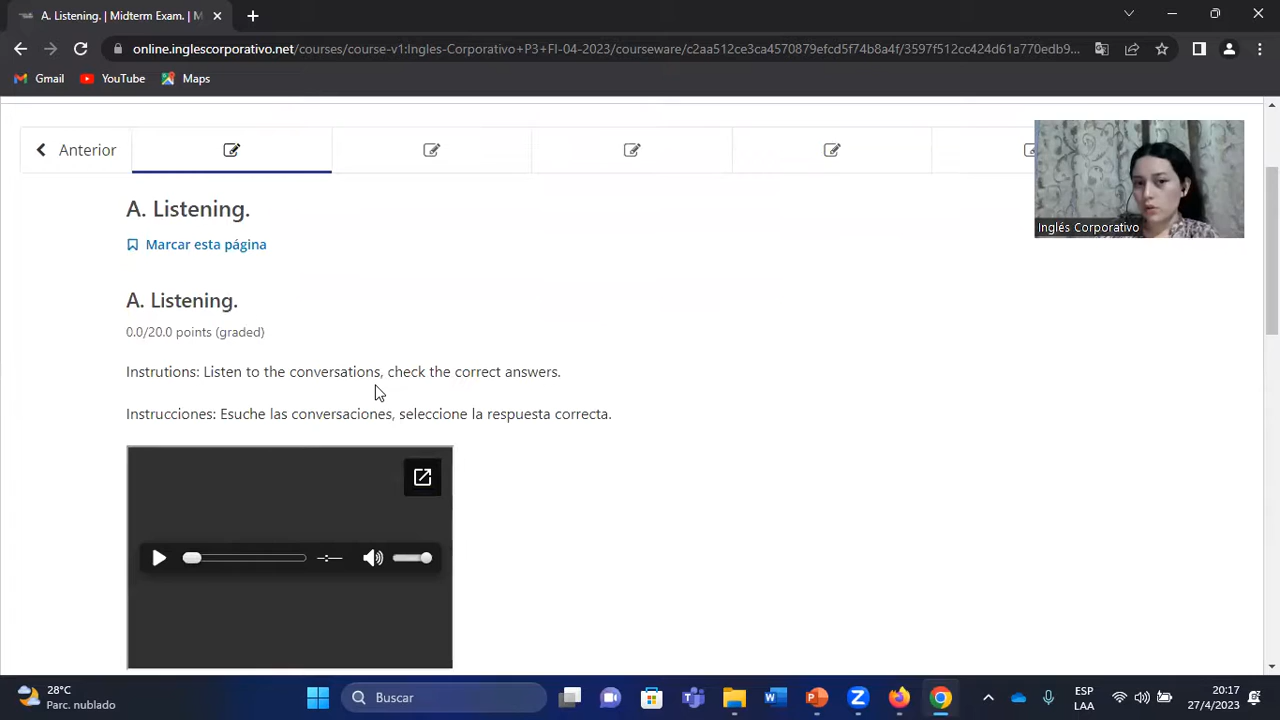 A. Listening. | Midterm Exam. | M
online.inglescorporativo.net/courses/course-v1:Ingles-Corporativo+P3+FI-04-2023/courseware/c2aa512ce3ca4570879efcd5f74b8a4f/3597f512cc424d61a770edb9...
Gmail
YouTube
Maps
Anterior
A. Listening.
Marcar esta página
Inglés Corporativo
A. Listening.
0.0/20.0 points (graded)
Instrutions: Listen to the conversations, check the correct answers.
Instrucciones: Esuche las conversaciones, seleccione la respuesta correcta.
-:-
28°C
Parc. nublado
Buscar
ESP
LAA
20:17
27/4/2023